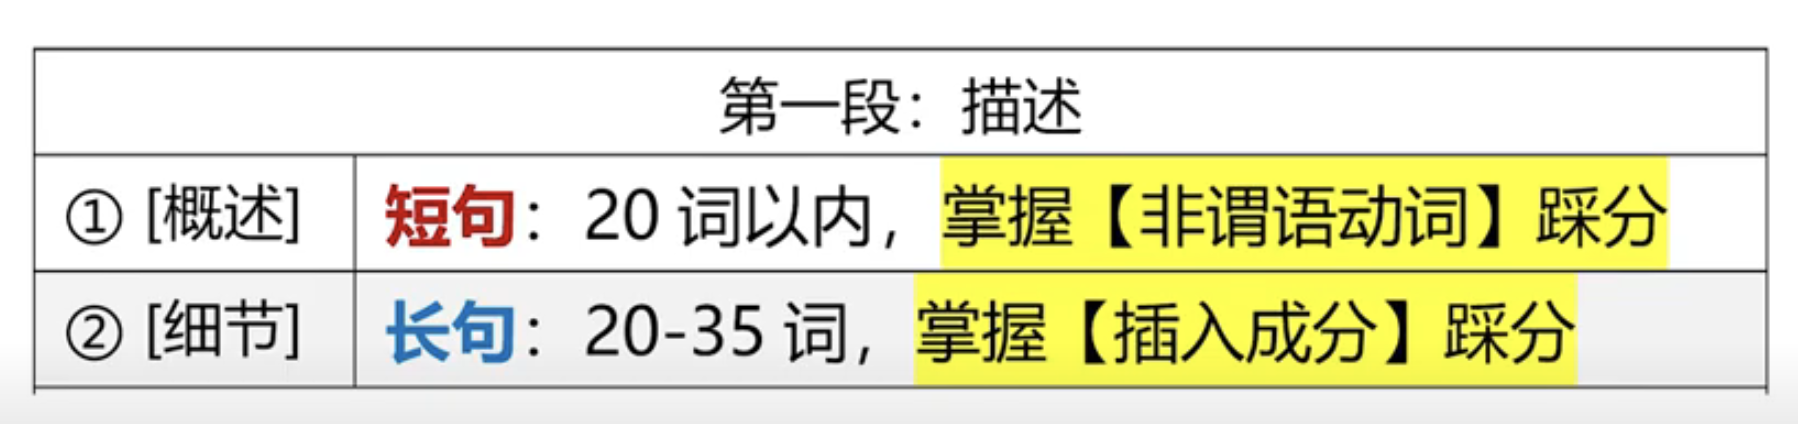 第一段：描述
① [概述] 短句：20 词以内，掌握【非谓语动词】踩分
② [细节] 长句：20-35 词，掌握【插入成分】踩分